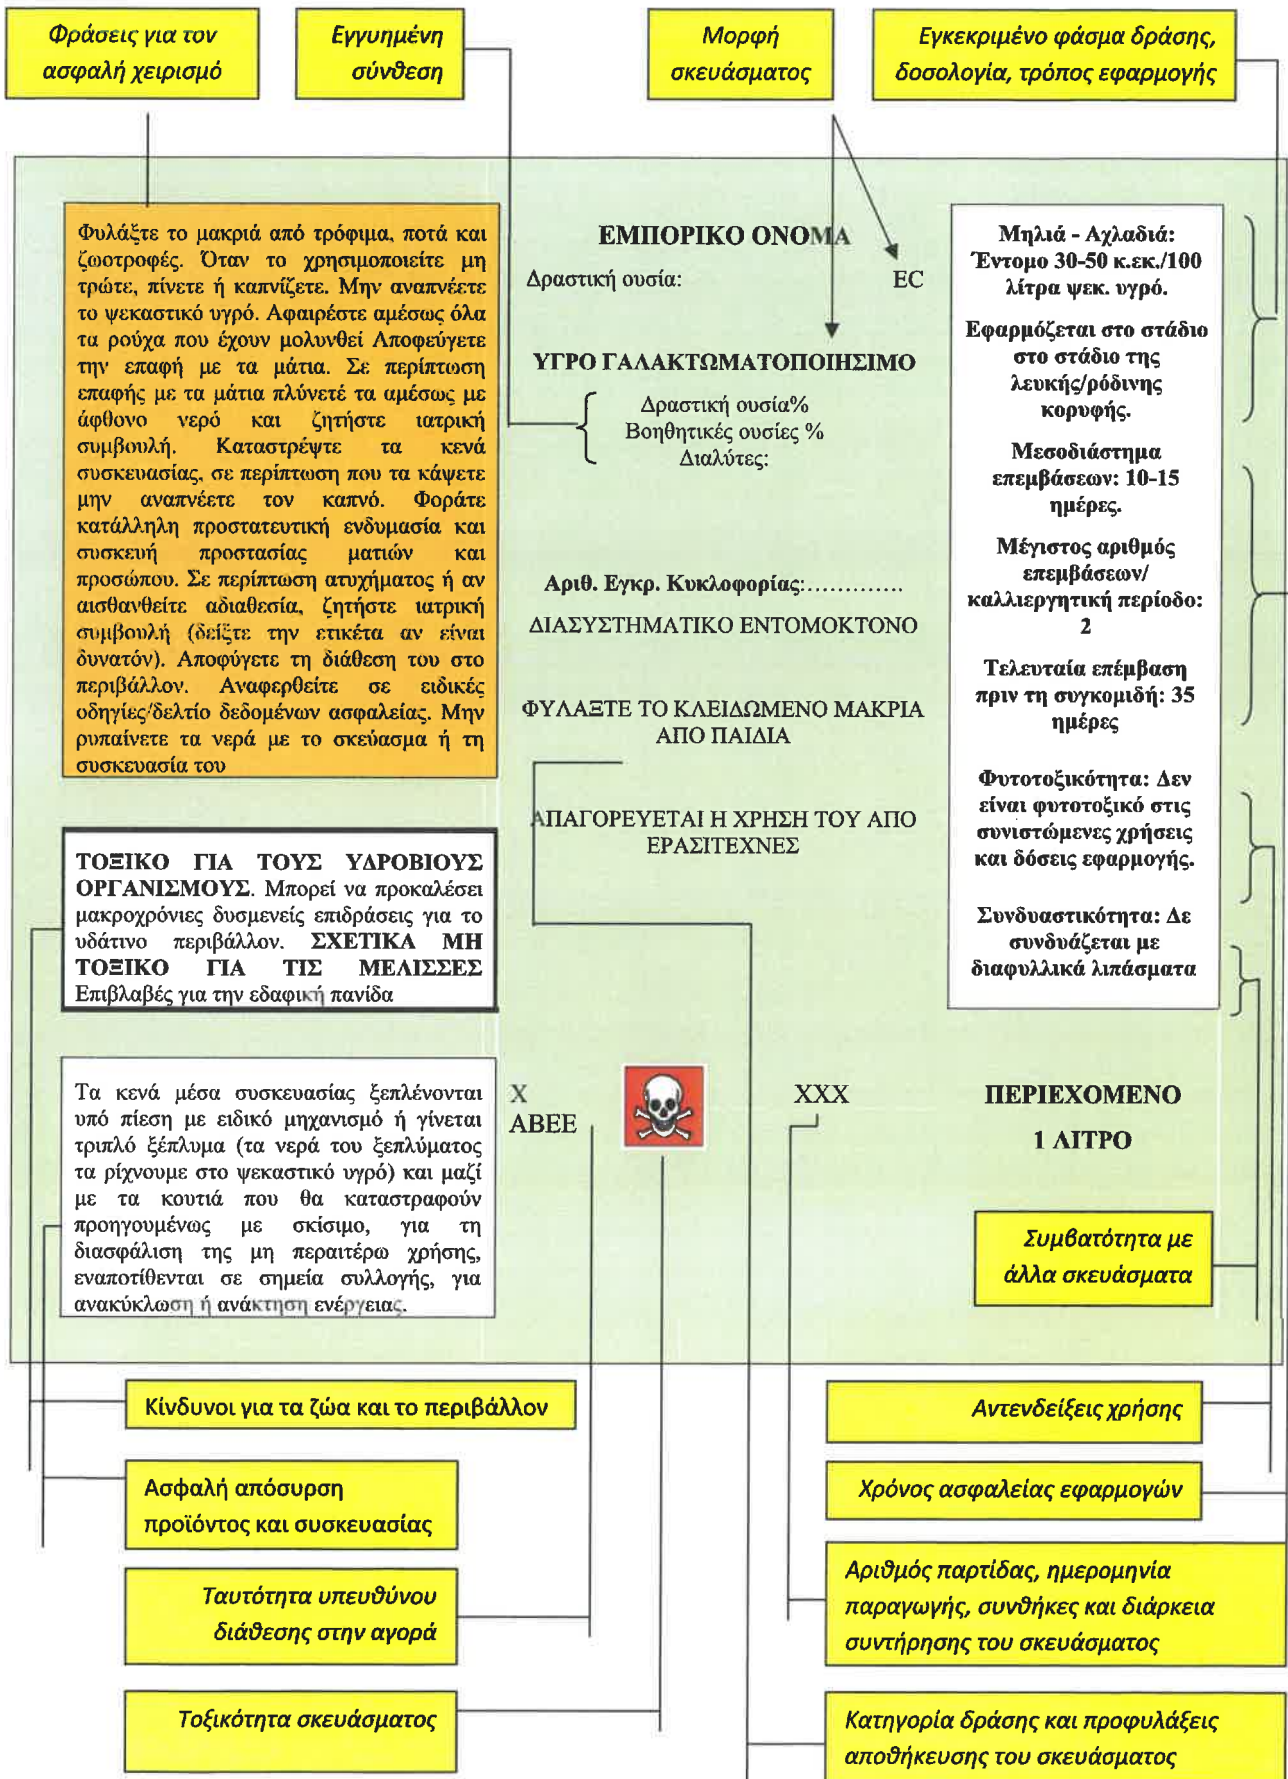 Φράσεις για τον
ασφαλή χειρισμό
Εγγυημένη
σύνθεση
Μορφή
σκευάσματος
Εγκεκριμένο φάσμα δράσης,
δοσολογία, τρόπος εφαρμογής
Φυλάξτε το μακριά από τρόφιμα, ποτά και
ζωοτροφές. Όταν το χρησιμοποιείτε μη
τρώτε, πίνετε ή καπνίζετε. Μην αναπνέετε
το ψεκαστικό υγρό. Αφαιρέστε αμέσως όλα
τα ρούχα που έχουν μολυνθεί Αποφεύγετε
την επαφή με τα μάτια. Σε περίπτωση
επαφής με τα μάτια πλύνετέ τα αμέσως με
άφθονο νερό και ζητήστε ιατρική
συμβουλή. Καταστρέψτε τα κενά
συσκευασίας, σε περίπτωση που τα κάψετε
μην αναπνέετε τον καπνό. Φοράτε
κατάλληλη προστατευτική ενδυμασία και
συσκευή προστασίας ματιών και
προσώπου. Σε περίπτωση ατυχήματος ή αν
αισθανθείτε αδιαθεσία, ζητήστε ιατρική
συμβουλή (δείξτε την ετικέτα αν είναι
δυνατόν). Αποφύγετε τη διάθεση του στο
περιβάλλον. Αναφερθείτε σε ειδικές
οδηγίες/δελτίο δεδομένων ασφαλείας. Μην
ρυπαίνετε τα νερά με το σκεύασμα ή τη
συσκευασία του
ΤΟΞΙΚΟ ΓΙΑ ΤΟΥΣ ΥΔΡΟΒΙΟΥΣ
ΟΡΓΑΝΙΣΜΟΥΣ. Μπορεί να προκαλέσει
μακροχρόνιες δυσμενείς επιδράσεις για το
υδάτινο περιβάλλον. ΣΧΕΤΙΚΑ ΜΗ
ΤΟΞΙΚΟ ΓΙΑ ΤΙΣ ΜΕΛΙΣΣΕΣ
Επιβλαβές για την εδαφική πανίδα
Τα κενά μέσα συσκευασίας ξεπλένονται
υπό πίεση με ειδικό μηχανισμό ή γίνεται
τριπλό ξέπλυμα (τα νερά του ξεπλύματος
τα ρίχνουμε στο ψεκαστικό υγρό) και μαζί
με τα κουτιά που θα καταστραφούν
προηγουμένως με σκίσιμο, για τη
διασφάλιση της μη περαιτέρω χρήσης,
εναποτίθενται σε σημεία συλλογής, για
ανακύκλωση ή ανάκτηση ενέργειας.
ΕΜΠΟΡΙΚΟ ΟΝΟΜΑ
Δραστική ουσία: EC
ΥΓΡΟ ΓΑΛΑΚΤΩΜΑΤΟΠΟΙΗΣΙΜΟ
Δραστική ουσία%
Βοηθητικές ουσίες %
Διαλύτες:
Αριθ. Εγκρ. Κυκλοφορίας:.............
ΔΙΑΣΥΣΤΗΜΑΤΙΚΟ ΕΝΤΟΜΟΚΤΟΝΟ
ΦΥΛΑΞΤΕ ΤΟ ΚΛΕΙΔΩΜΕΝΟ ΜΑΚΡΙΑ
ΑΠΟ ΠΑΙΔΙΑ
ΑΠΑΓΟΡΕΥΕΤΑΙ Η ΧΡΗΣΗ ΤΟΥ ΑΠΟ
ΕΡΑΣΙΤΕΧΝΕΣ
Χ
ΑΒΕΕ
ΧΧΧ
Μηλιά - Αχλαδιά:
Έντομο 30-50 κ.εκ./100
λίτρα ψεκ. υγρό.
Εφαρμόζεται στο στάδιο
στο στάδιο της
λευκής/ρόδινης
κορυφής.
Μεσοδιάστημα
επεμβάσεων: 10-15
ημέρες.
Μέγιστος αριθμός
επεμβάσεων/
καλλιεργητική περίοδο:
2
Τελευταία επέμβαση
πριν τη συγκομιδή: 35
ημέρες
Φυτοτοξικότητα: Δεν
είναι φυτοτοξικό στις
συνιστώμενες χρήσεις
και δόσεις εφαρμογής.
Συνδυαστικότητα: Δε
συνδυάζεται με
διαφυλλικά λιπάσματα
ΠΕΡΙΕΧΟΜΕΝΟ
1 ΛΙΤΡΟ
Συμβατότητα με
άλλα σκευάσματα
Κίνδυνοι για τα ζώα και το περιβάλλον
Ασφαλή απόσυρση
προϊόντος και συσκευασίας
Ταυτότητα υπευθύνου
διάθεσης στην αγορά
Τοξικότητα σκευάσματος
Αντενδείξεις χρήσης
Χρόνος ασφαλείας εφαρμογών
Αριθμός παρτίδας, ημερομηνία
παραγωγής, συνθήκες και διάρκεια
συντήρησης του σκευάσματος
Κατηγορία δράσης και προφυλάξεις
αποθήκευσης του σκευάσματος